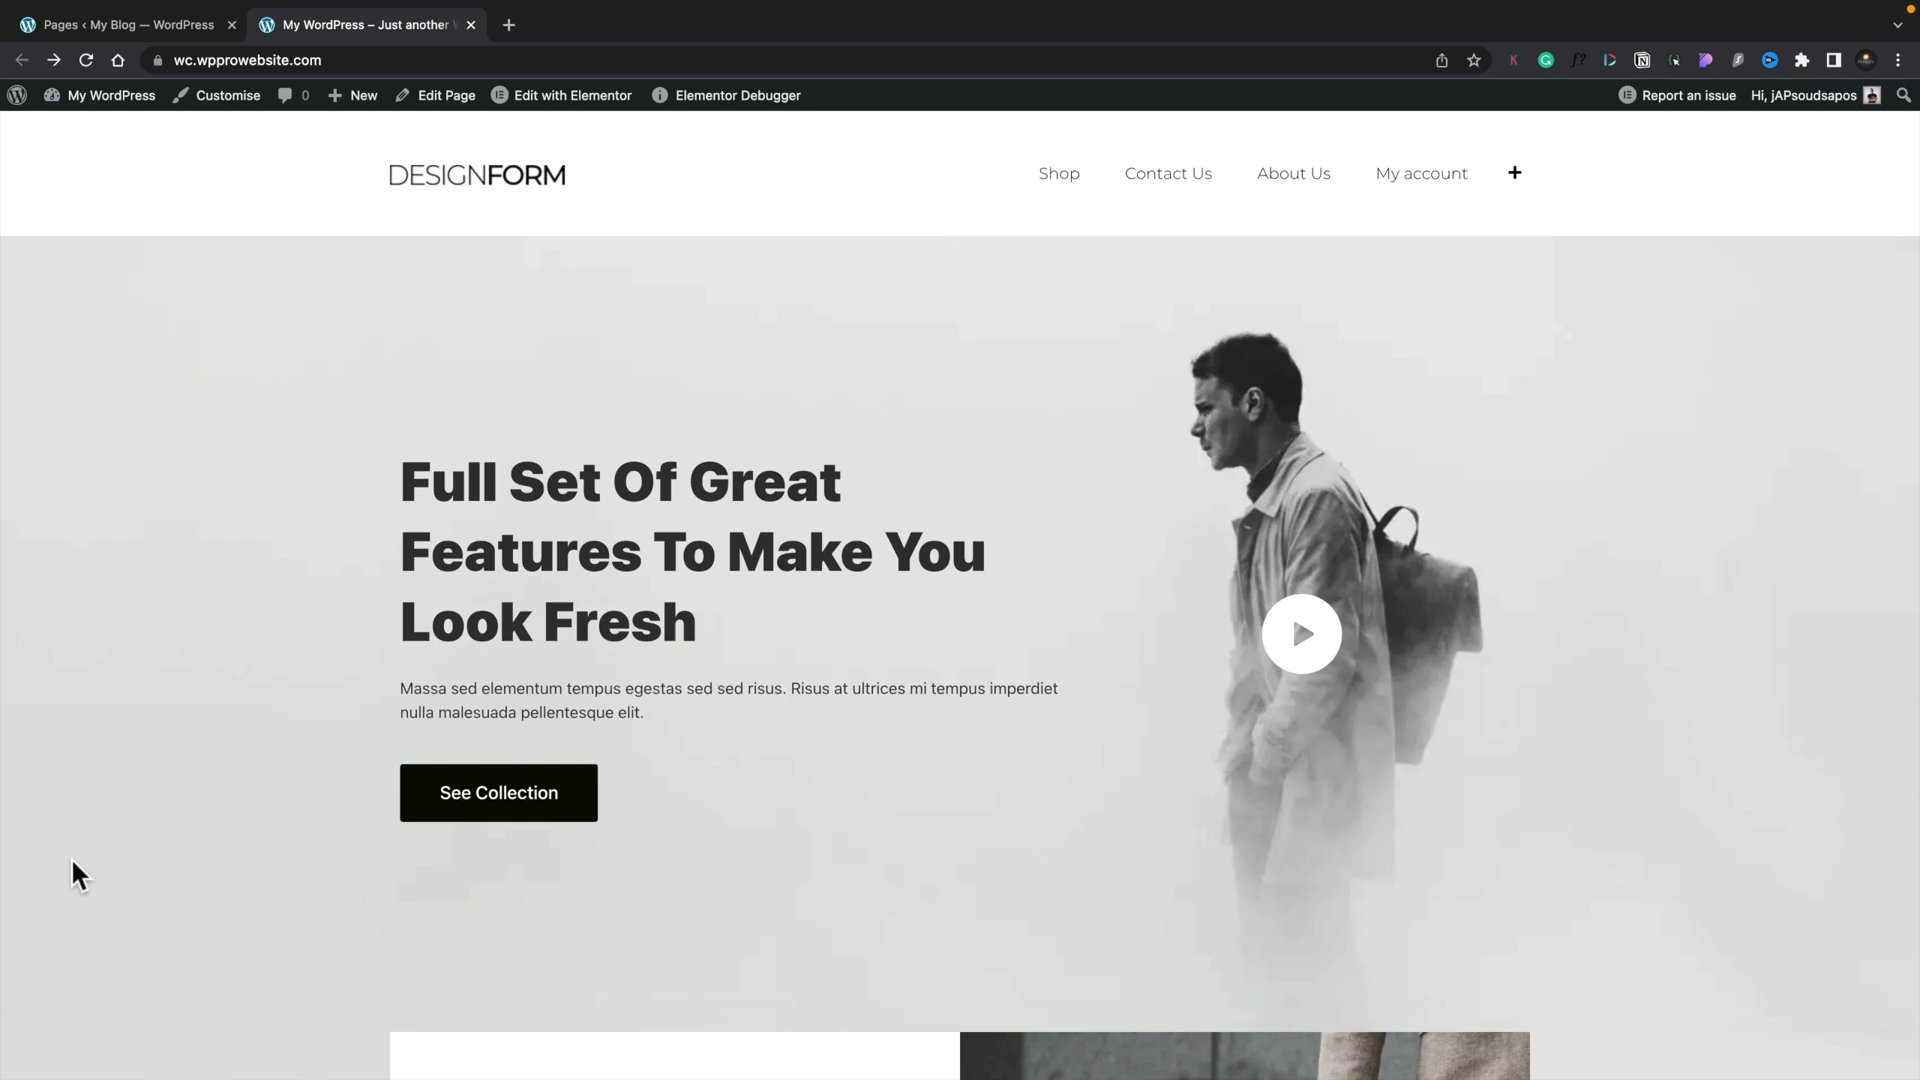 Pages ‹ My Blog — WordPress
My WordPress – Just another
wc.wpprowebsite.com
My WordPress Customise 0 New Edit Page Edit with Elementor Elementor Debugger Report an issue Hi, jAPsoudsapos
DESIGNFORM
Shop Contact Us About Us My account +
Full Set Of Great
Features To Make You
Look Fresh
Massa sed elementum tempus egestas sed sed risus. Risus at ultrices mi tempus imperdiet
nulla malesuada pellentesque elit.
See Collection